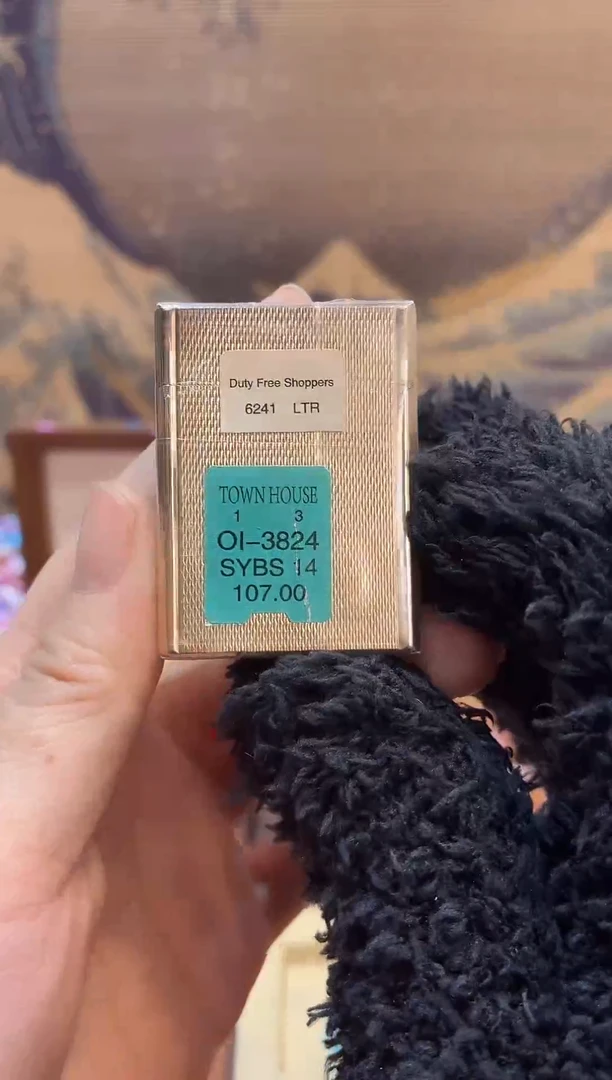 Duty Free Shoppers
6241 LTR
TOWN HOUSE
1 3
OI-3824
SYBS 14
107.00